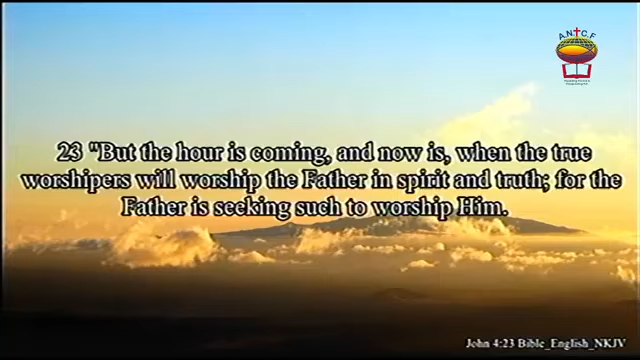 A.N.T.C.F
23 "But the hour is coming, and now is, when the true
worshipers will worship the Father in spirit and truth; for the
Father is seeking such to worship Him.
John 4:23 Bible_English_NKJV